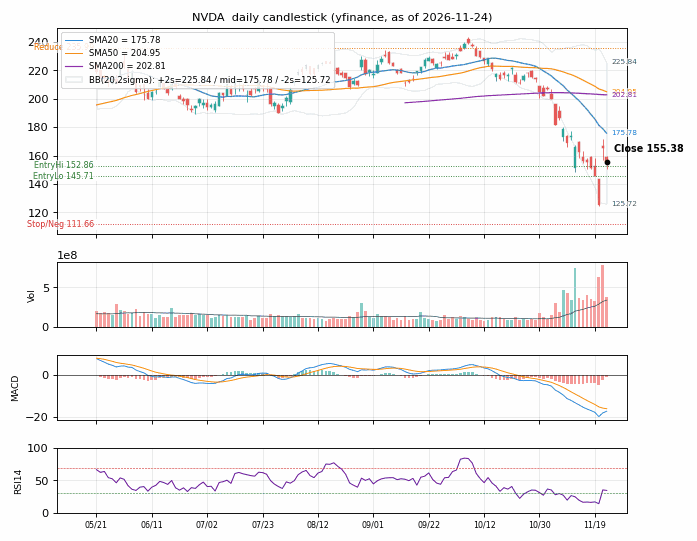 NVDA  daily candlestick (yfinance, as of 2026-11-24)
240
220
200
180
160
140
120
SMA20 = 175.78
SMA50 = 204.95
SMA200 = 202.81
BB(20,2sigma): +2s=225.84 / mid=175.78 / -2s=125.72
225.84
202.81
175.78
Close 155.38
125.72
EntryHi 152.86
EntryLo 145.71
Stop/Neg 111.66
1e8
Vol
5
0
MACD
0
−20
RSI14
100
50
0
05/21
06/11
07/02
07/23
08/12
09/01
09/22
10/12
10/30
11/19